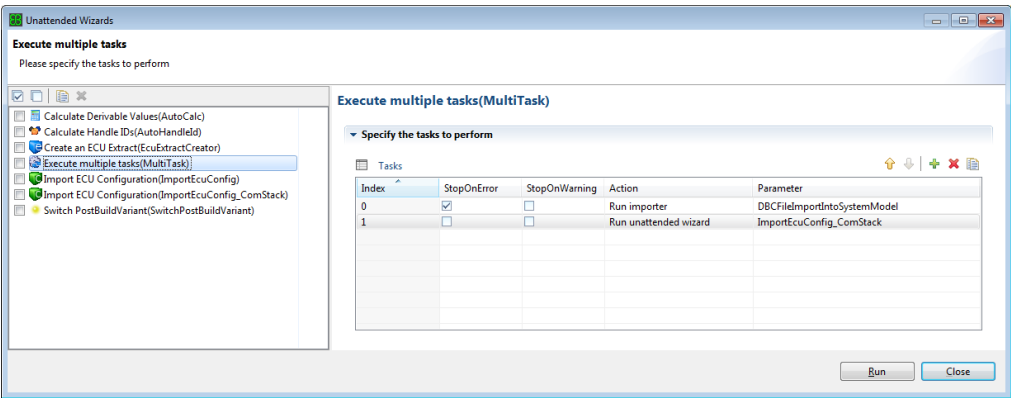 Unattended Wizards
Execute multiple tasks
Please specify the tasks to perform
Calculate Derivable Values(AutoCalc)
Calculate Handle IDs(AutoHandleId)
Create an ECU Extract(EcuExtractCreator)
Execute multiple tasks(MultiTask)
Import ECU Configuration(ImportEcuConfig)
Import ECU Configuration(ImportEcuConfig_ComStack)
Switch PostBuildVariant(SwitchPostBuildVariant)
Execute multiple tasks(MultiTask)
Specify the tasks to perform
Tasks
Index StopOnError StopOnWarning Action Parameter
0 Run importer DBCFileImportIntoSystemModel
1 Run unattended wizard ImportEcuConfig_ComStack
Run Close